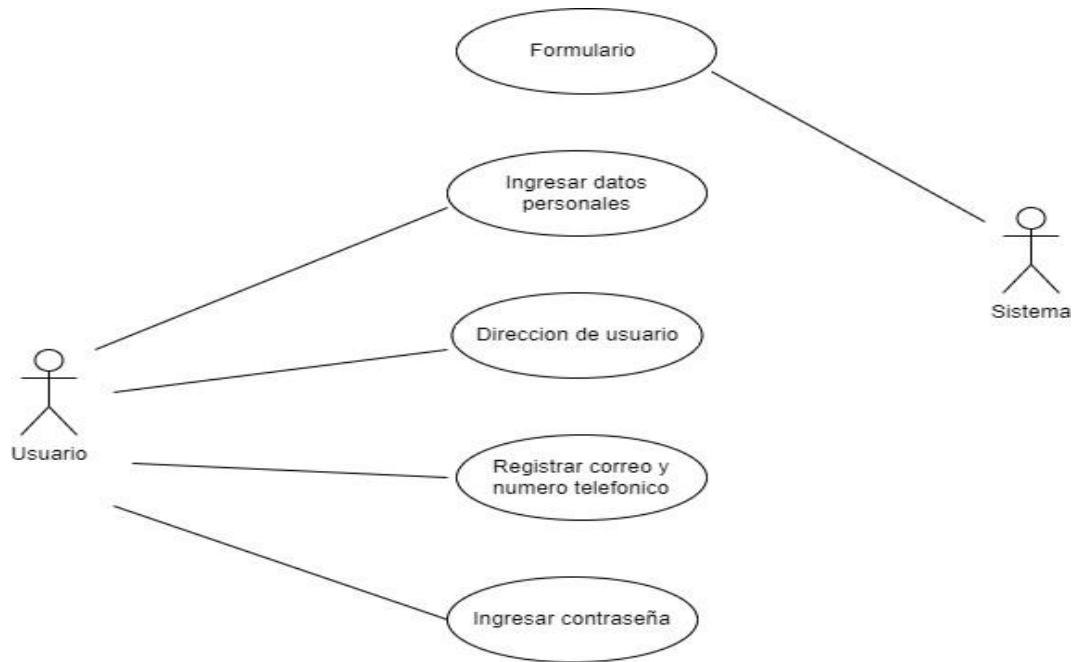 Formulario
Ingresar datos
personales
Sistema
Direccion de usuario
Usuario
Registrar correo y
numero telefonico
Ingresar contraseña